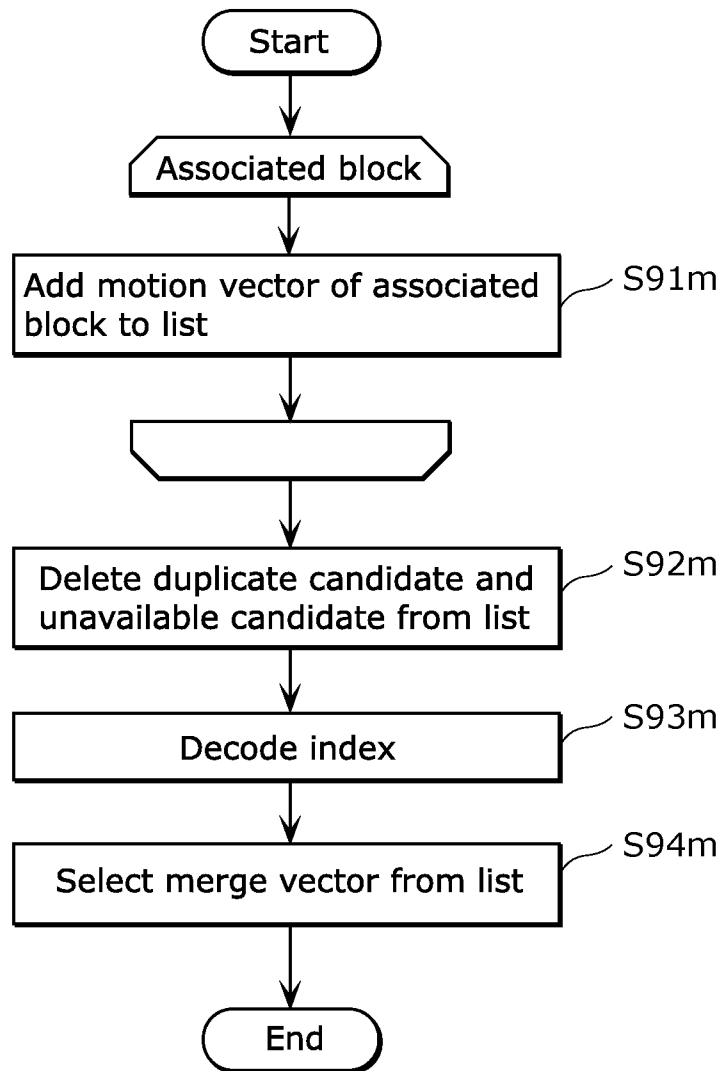 Start
Associated block
Add motion vector of associated
block to list
S91m
Delete duplicate candidate and
unavailable candidate from list
S92m
Decode index
S93m
Select merge vector from list
S94m
End